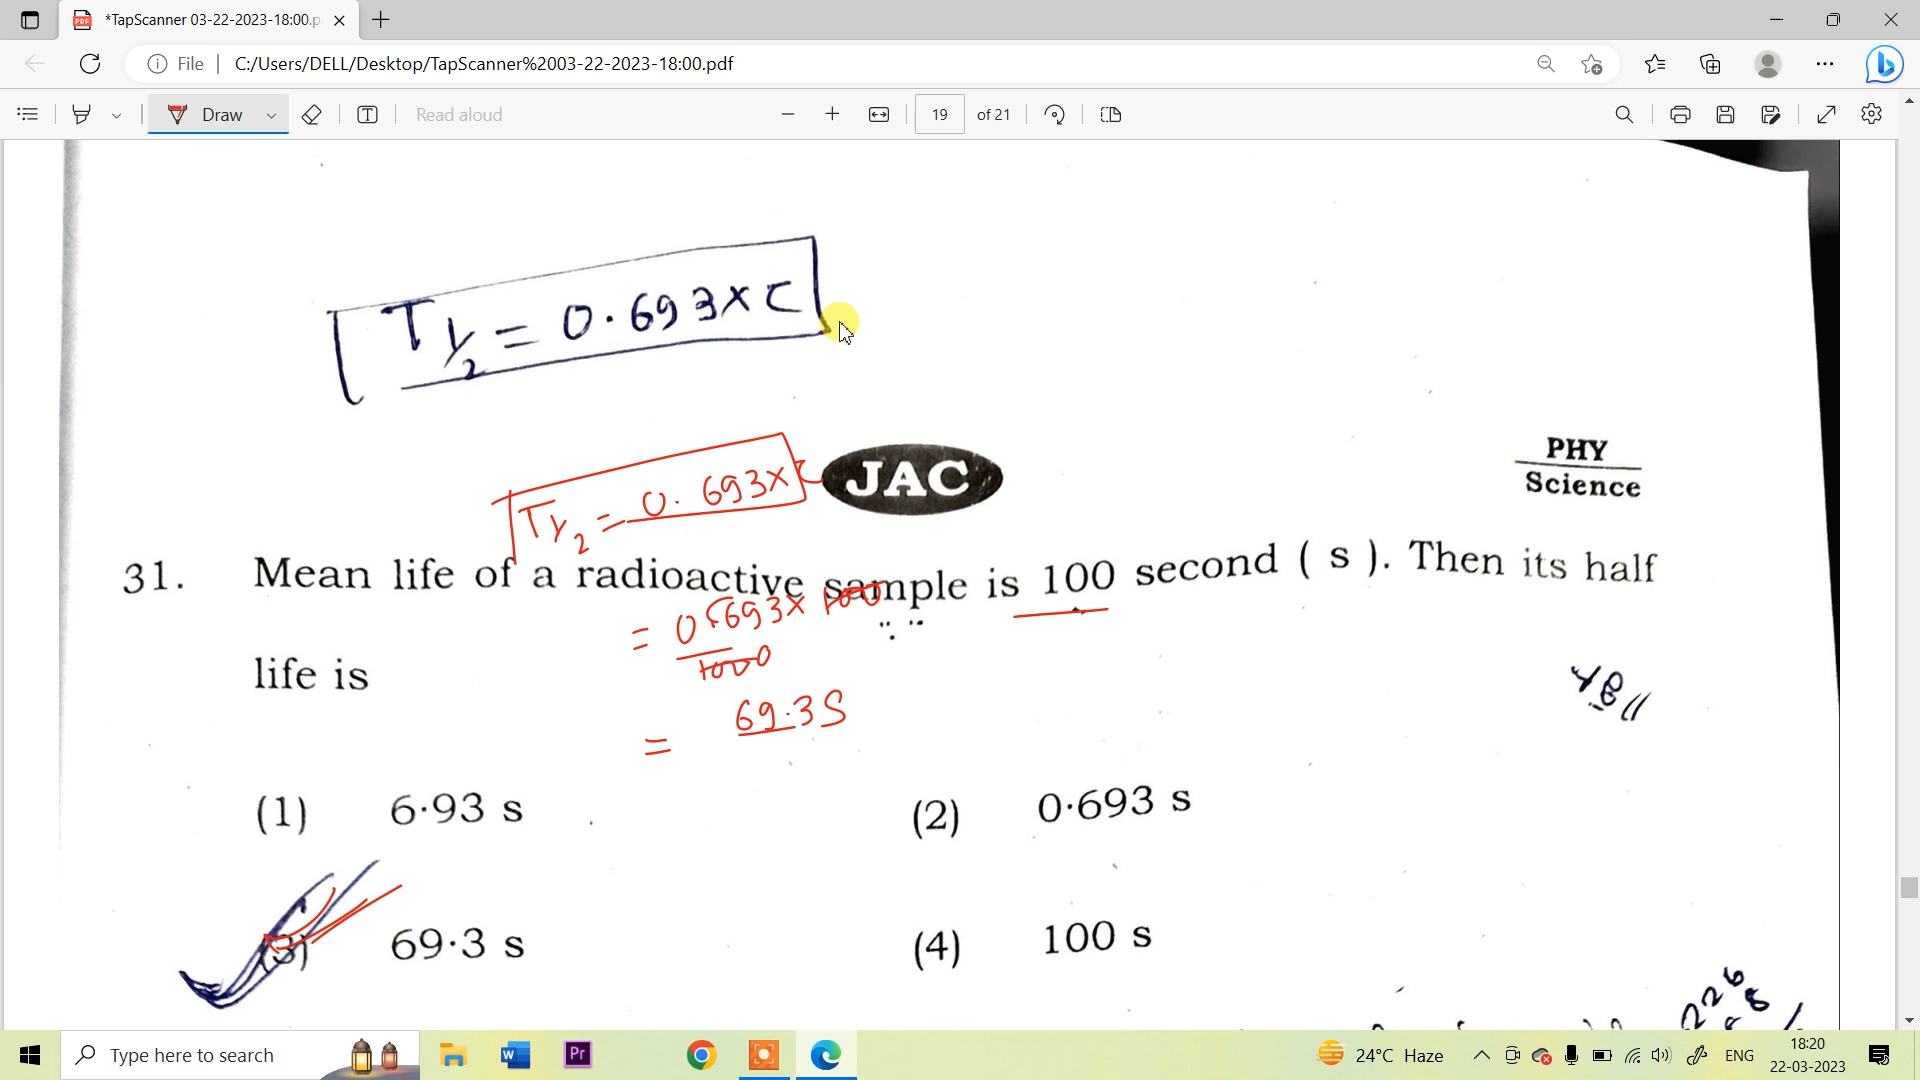 *TapScanner 03-22-2023-18:00.p
File | C:/Users/DELL/Desktop/TapScanner%2003-22-2023-18:00.pdf
Draw Read aloud 19 of 21
T½ = 0.693×τ
JAC
PHY
Science
T½ = 0.693×τ
31. Mean life of a radioactive sample is 100 second ( s ). Then its half
= 0.693× 100
life is
1000
= 69.3 S
(1) 6·93 s (2) 0·693 s
(3) 69·3 s (4) 100 s
226
Type here to search
Pr
24°C Haze
ENG
18:20
22-03-2023